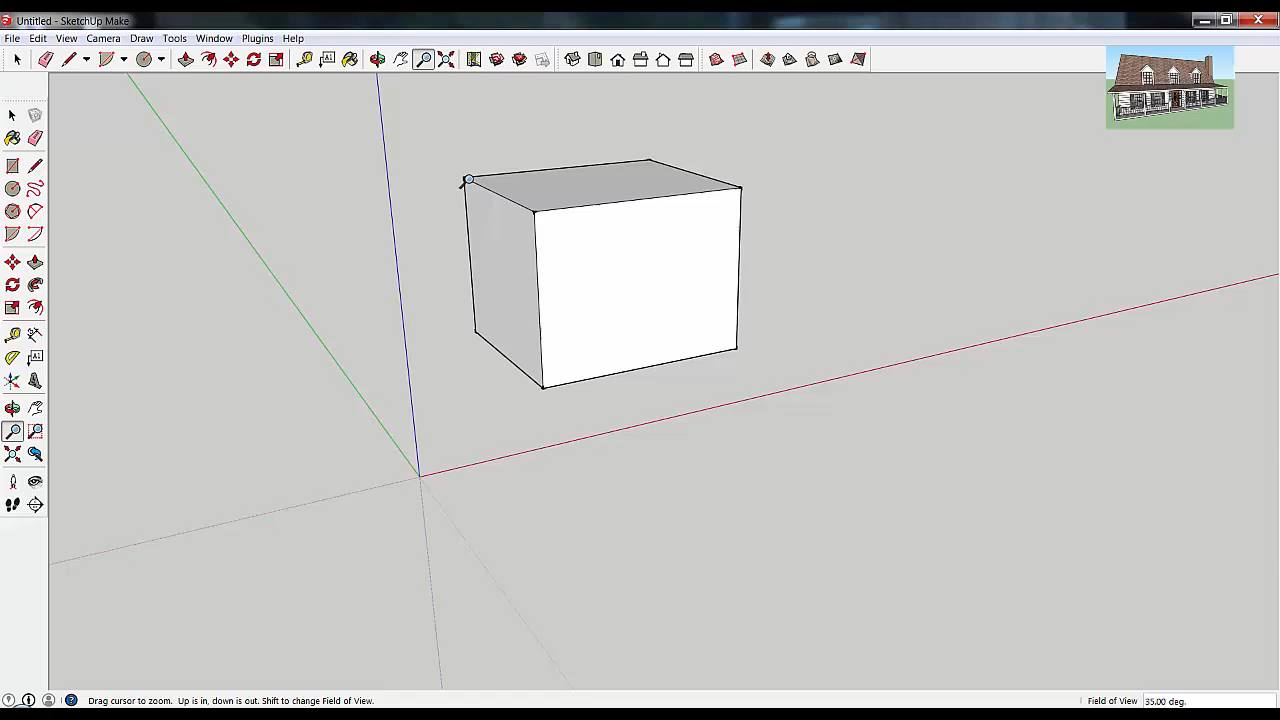 Untitled - SketchUp Make
File Edit View Camera Draw Tools Window Plugins Help
Drag cursor to zoom. Up is in, down is out. Shift to change Field of View.
Field of View 35.00 deg.